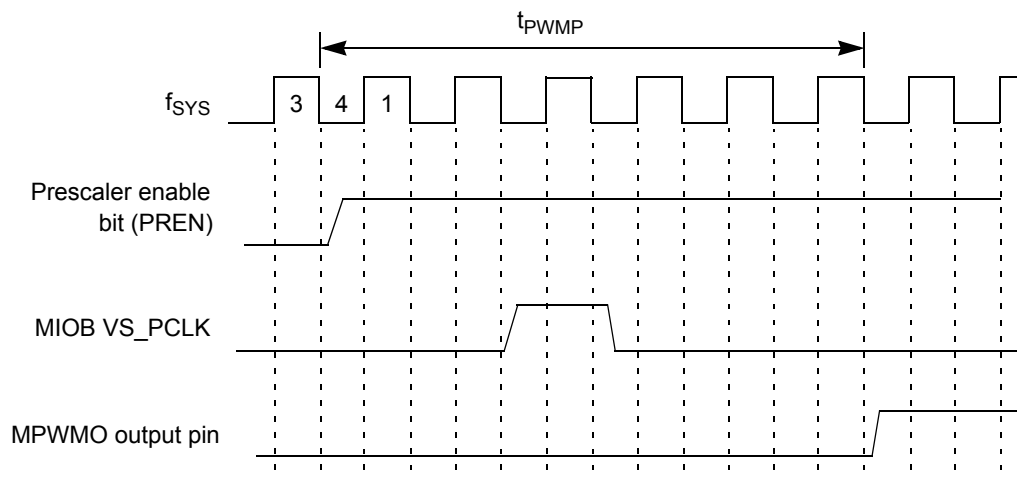 tPWMP
fSYS
3 4 1
Prescaler enable
bit (PREN)
MIOB VS_PCLK
MPWMO output pin